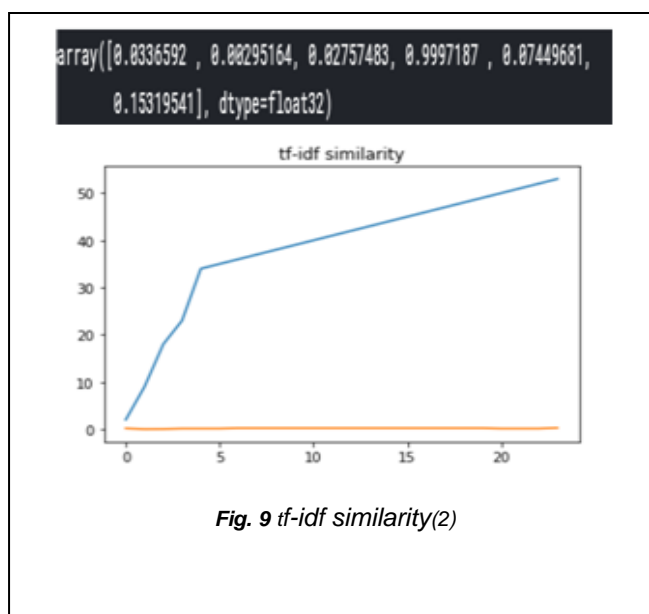 array([0.0336592 , 0.00295164, 0.02757483, 0.9997187 , 0.07449681,
0.15319541], dtype=float32)
tf-idf similarity
50
40
30
20
10
0
0 5 10 15 20
Fig. 9 tf-idf similarity(2)